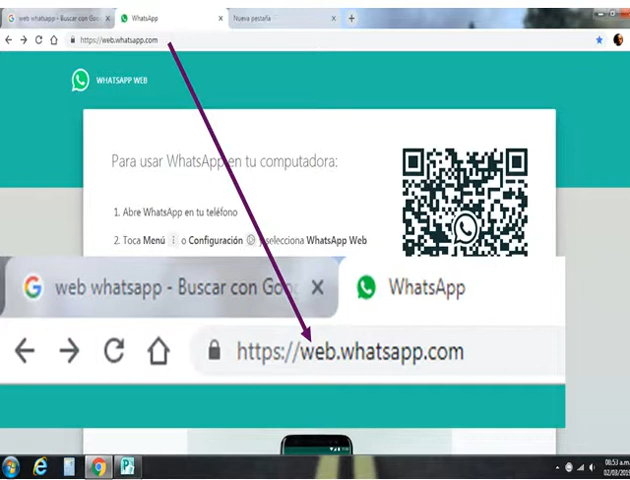 web whatsapp - Buscar con Goo
WhatsApp
Nueva pestaña
https://web.whatsapp.com
WHATSAPP WEB
Para usar WhatsApp en tu computadora:
1. Abre WhatsApp en tu teléfono
2. Toca Menú o Configuración y selecciona WhatsApp Web
web whatsapp - Buscar con Goo
WhatsApp
https://web.whatsapp.com
08:53 a.m.